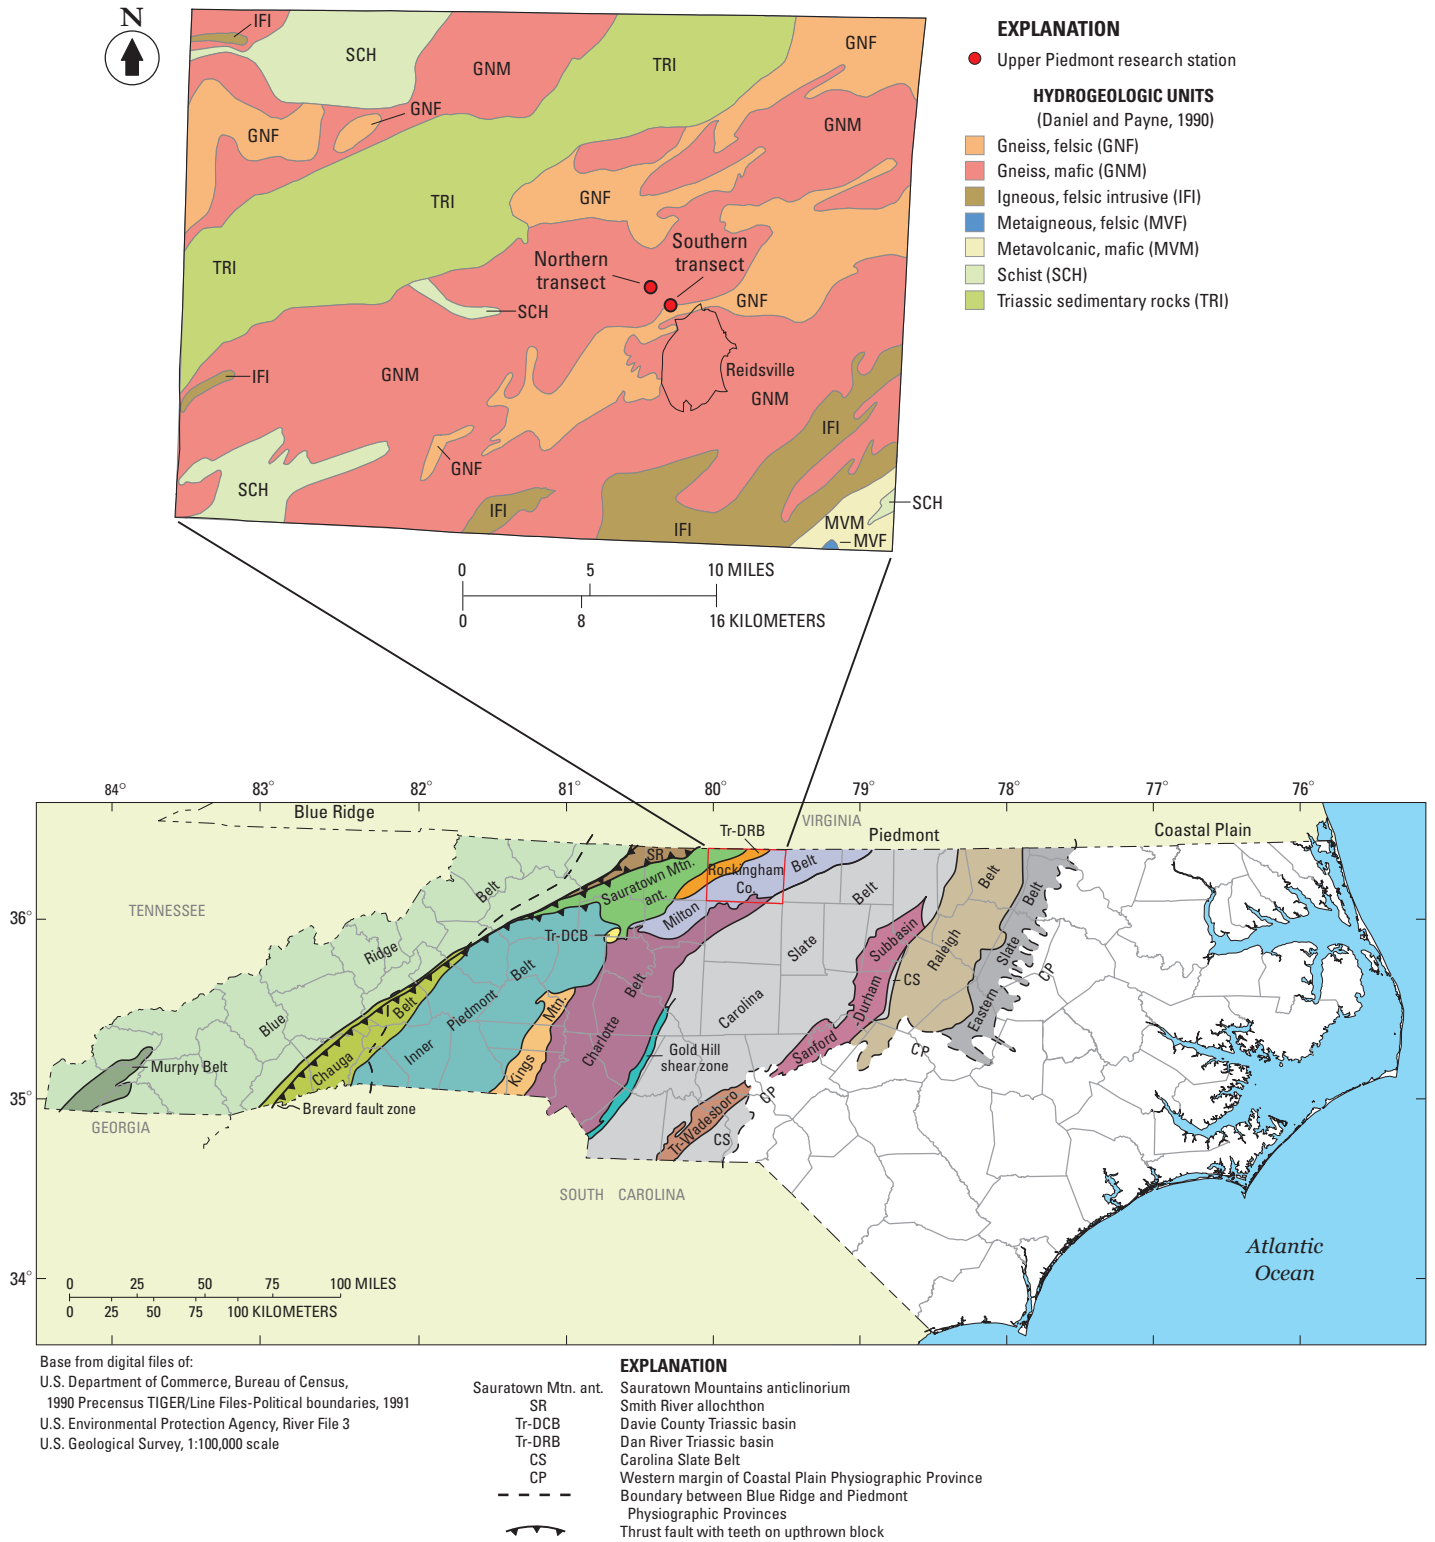 N
IFI
SCH
GNM
TRI
GNF
GNF
GNF
GNM
GNF
TRI
TRI
Northern
transect
Southern
transect
SCH
GNF
IFI
GNM
Reidsville
GNM
IFI
GNF
SCH
IFI
IFI
SCH
MVM
MVF
0 5 10 MILES
0 8 16 KILOMETERS
EXPLANATION
Upper Piedmont research station
HYDROGEOLOGIC UNITS
(Daniel and Payne, 1990)
Gneiss, felsic (GNF)
Gneiss, mafic (GNM)
Igneous, felsic intrusive (IFI)
Metaigneous, felsic (MVF)
Metavolcanic, mafic (MVM)
Schist (SCH)
Triassic sedimentary rocks (TRI)
84° 83° 82° 81° 80° 79° 78° 77° 76°
Blue Ridge
Tr-DRB
VIRGINIA
Piedmont
Coastal Plain
36°
35°
34°
TENNESSEE
GEORGIA
SOUTH CAROLINA
Blue Ridge Belt
Murphy Belt
Chauga Belt
Brevard fault zone
Inner Piedmont Belt
SR
Sauratown Mtn.
ant.
Rockingham
Co.
Milton Belt
Tr-DCB
Kings Mtn.
Charlotte Belt
Gold Hill
shear zone
Carolina Slate Belt
Tr-Wadesboro
CS
CP
Sanford -Durham Subbasin
CS
CP
Raleigh Belt
Eastern Slate Belt
CP
Atlantic
Ocean
0 25 50 75 100 MILES
0 25 50 75 100 KILOMETERS
Base from digital files of:
U.S. Department of Commerce, Bureau of Census,
1990 Precensus TIGER/Line Files-Political boundaries, 1991
U.S. Environmental Protection Agency, River File 3
U.S. Geological Survey, 1:100,000 scale
EXPLANATION
Sauratown Mtn. ant. Sauratown Mountains anticlinorium
SR Smith River allochthon
Tr-DCB Davie County Triassic basin
Tr-DRB Dan River Triassic basin
CS Carolina Slate Belt
CP Western margin of Coastal Plain Physiographic Province
Boundary between Blue Ridge and Piedmont
Physiographic Provinces
Thrust fault with teeth on upthrown block